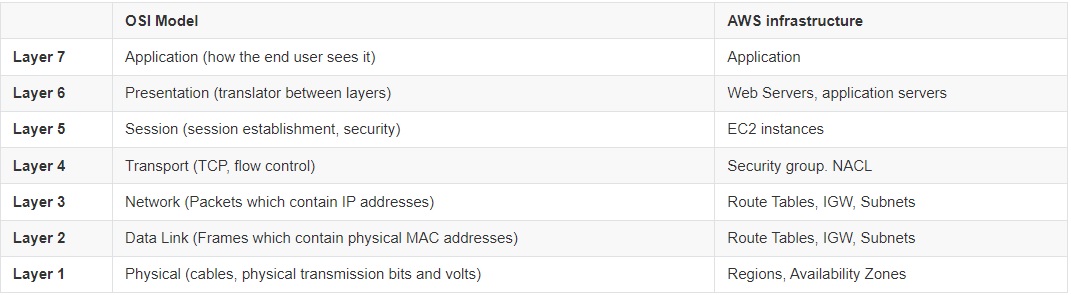 OSI Model AWS infrastructure
Layer 7 Application (how the end user sees it) Application
Layer 6 Presentation (translator between layers) Web Servers, application servers
Layer 5 Session (session establishment, security) EC2 instances
Layer 4 Transport (TCP, flow control) Security group. NACL
Layer 3 Network (Packets which contain IP addresses) Route Tables, IGW, Subnets
Layer 2 Data Link (Frames which contain physical MAC addresses) Route Tables, IGW, Subnets
Layer 1 Physical (cables, physical transmission bits and volts) Regions, Availability Zones